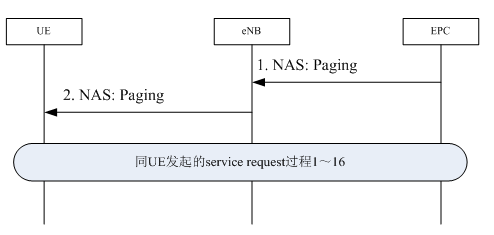 UE
eNB
EPC
1. NAS: Paging
2. NAS: Paging
同UE发起的service request过程1～16